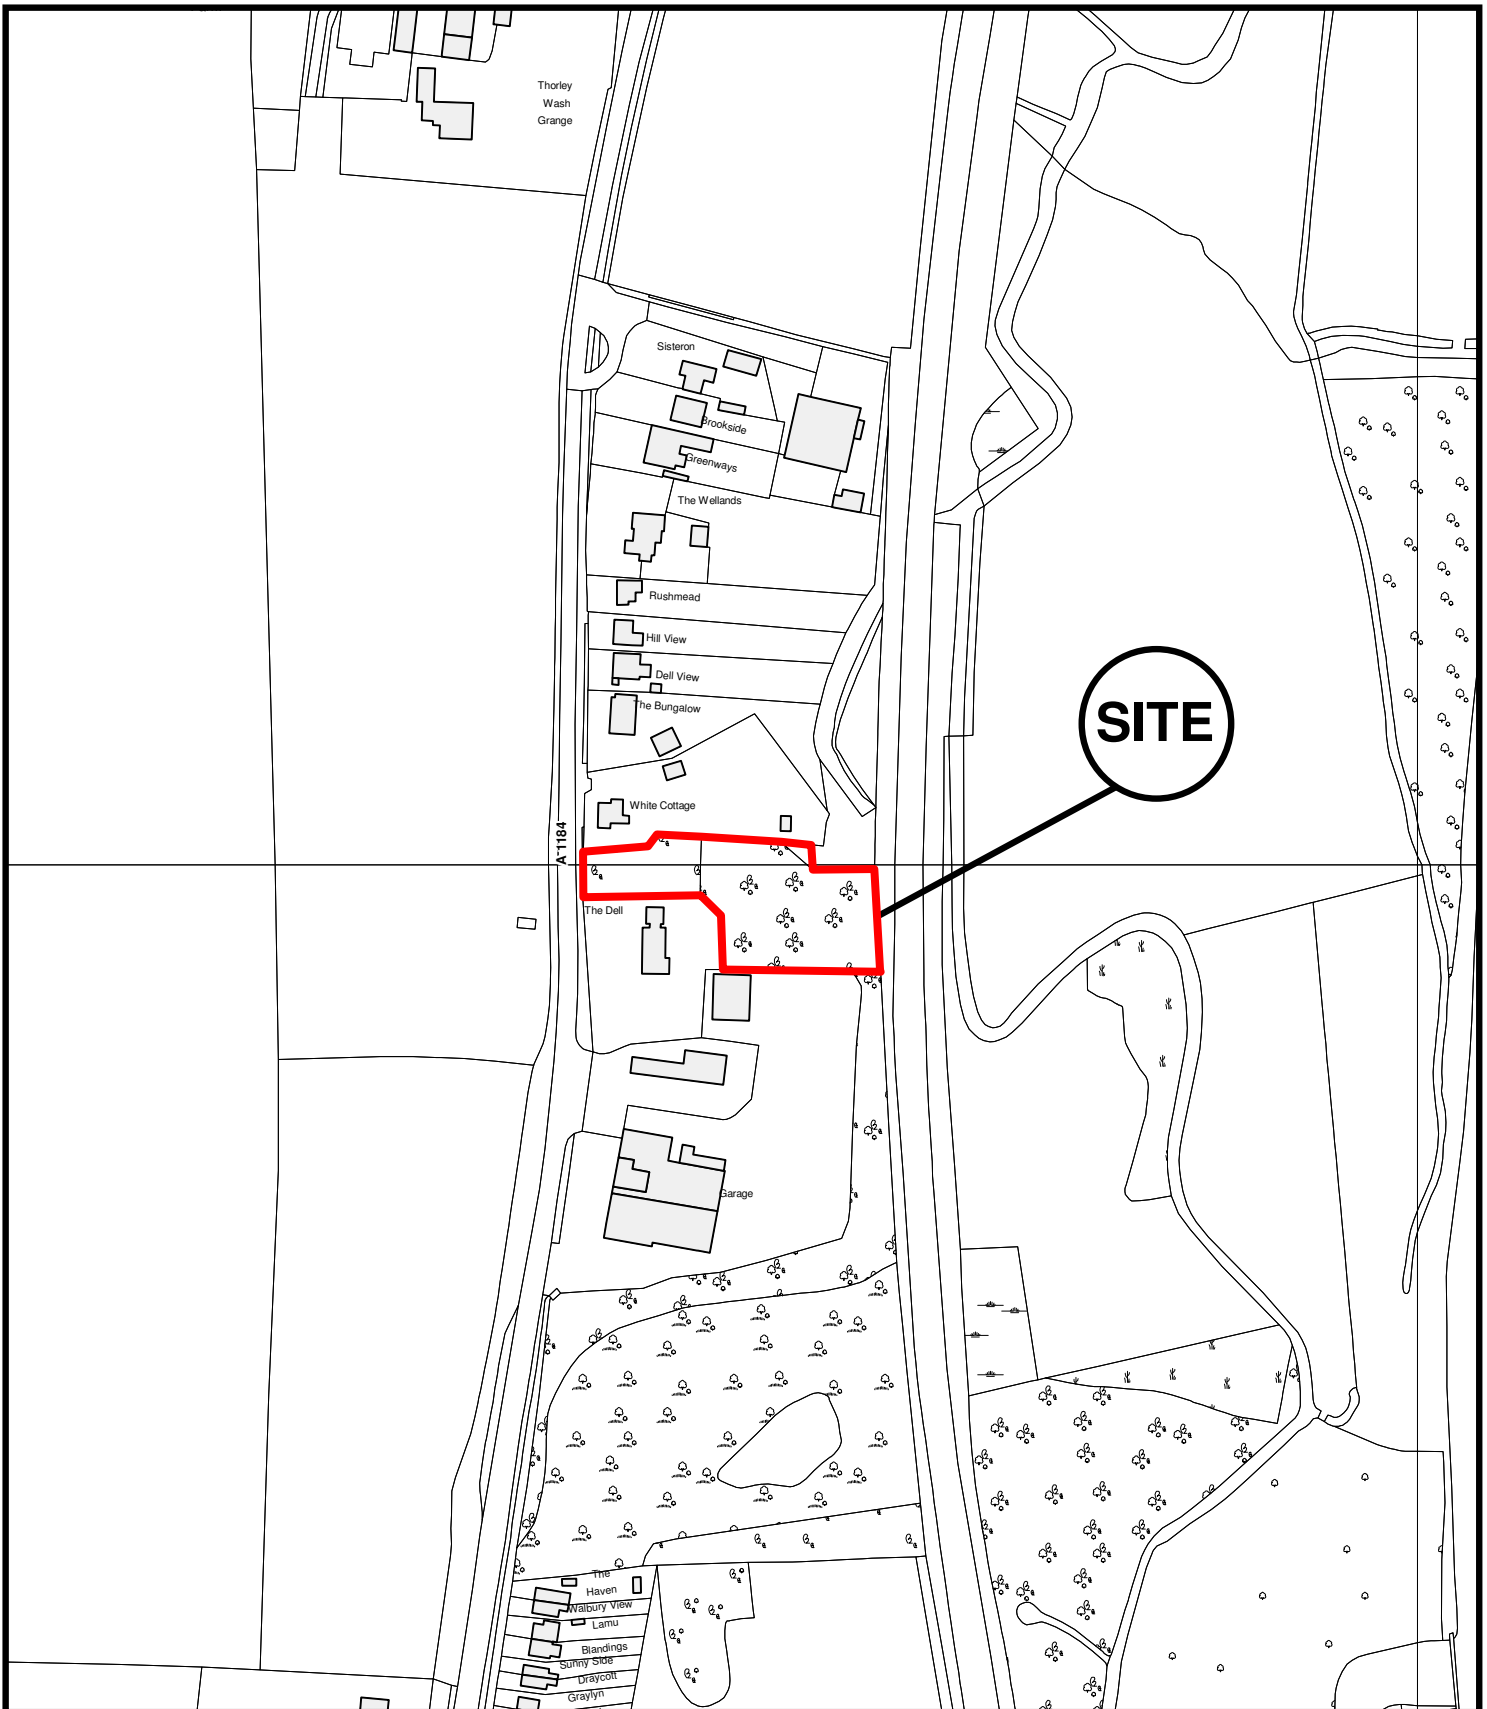 Thorley
Wash
Grange
Sisteron
Brookside
Greenways
The Wellands
Rushmead
Hill View
Dell View
The Bungalow
SITE
White Cottage
A 1184
The Dell
Garage
The
Haven
Walbury View
Lamu
Blandings
Sunny Side
Draycott
Graylyn